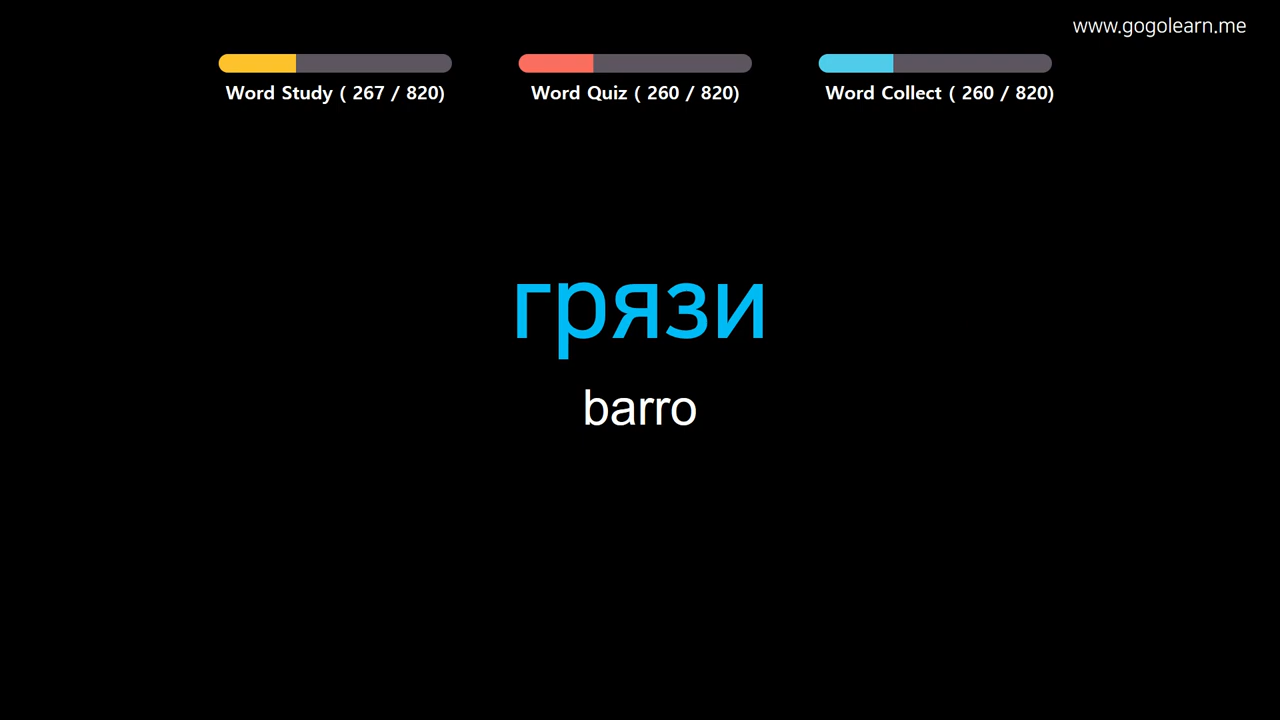 www.gogolearn.me
Word Study ( 267 / 820)
Word Quiz ( 260 / 820)
Word Collect ( 260 / 820)
грязи
barro